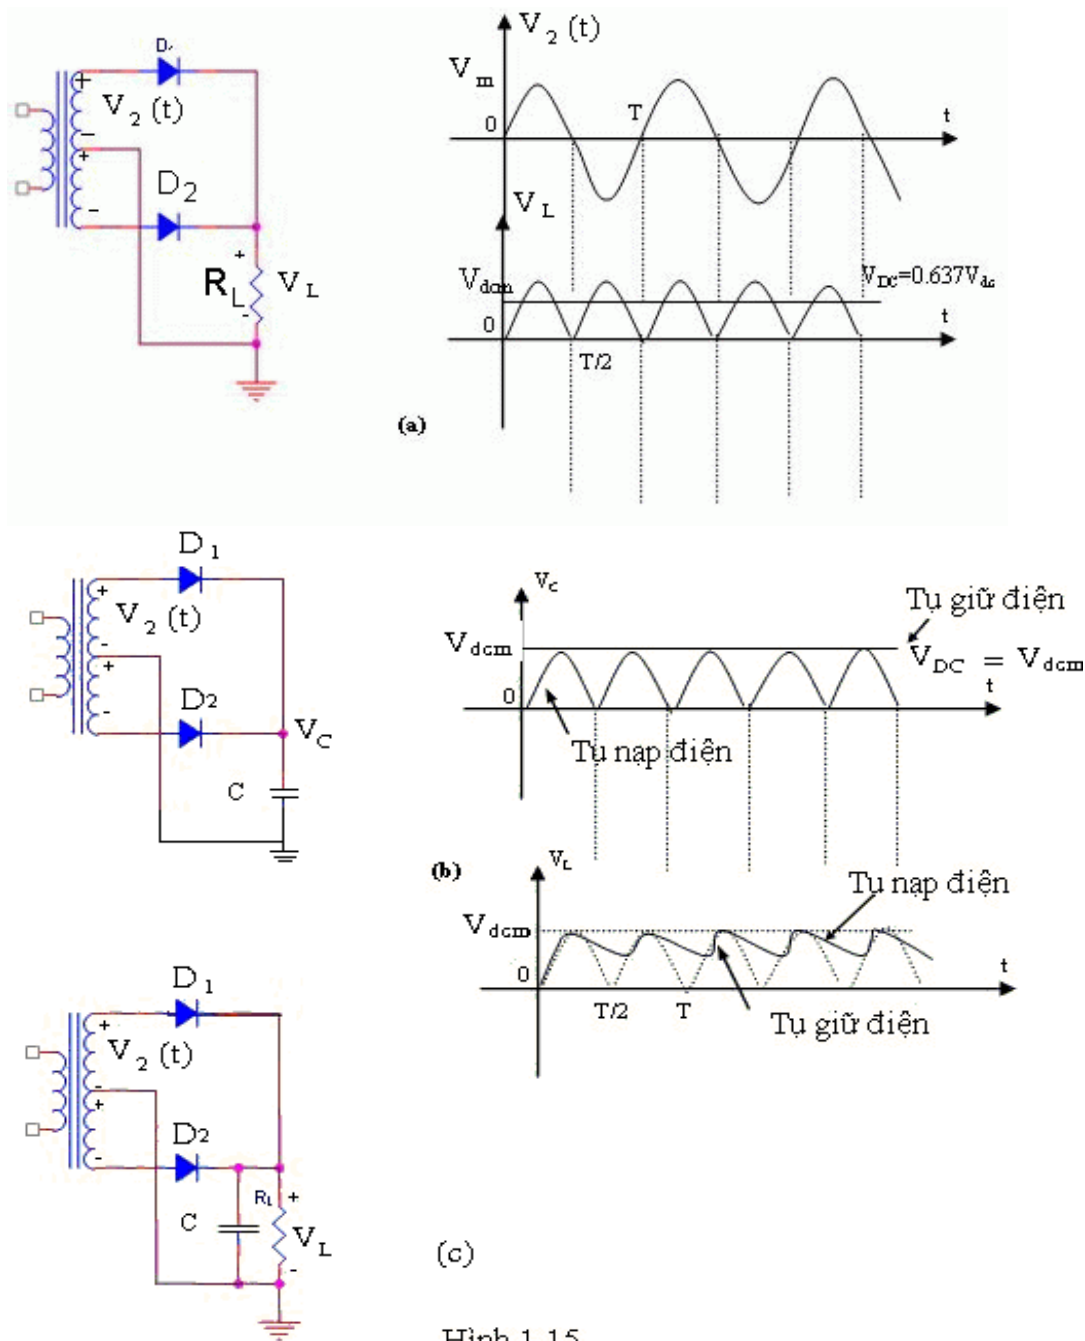 V2 (t)
Vm
0
T
t
V2 (t)
D2
RL
VL
+
-
VL
Vdcm
VDC=0.637Vdc
0
t
T/2
(a)
D1
V2 (t)
D2
VC
C
VC
Tụ giữ điện
Vdcm
VDC = Vdcm
0
t
Tụ nạp điện
(b)
VL
Tụ nạp điện
Vdcm
0
t
T/2
T
Tụ giữ điện
D1
V2 (t)
D2
RL
C
VL
+
-
(c)
Hình 1.15